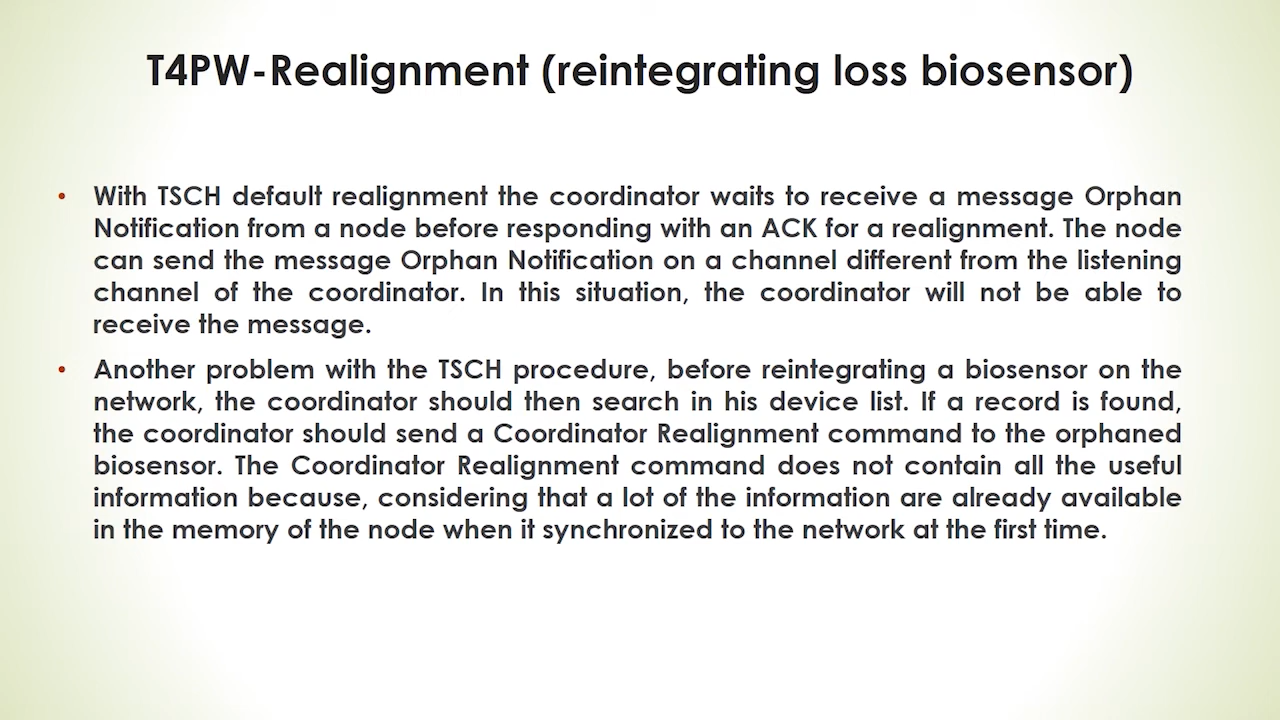 T4PW-Realignment (reintegrating loss biosensor)
• With TSCH default realignment the coordinator waits to receive a message Orphan
Notification from a node before responding with an ACK for a realignment. The node
can send the message Orphan Notification on a channel different from the listening
channel of the coordinator. In this situation, the coordinator will not be able to
receive the message.
• Another problem with the TSCH procedure, before reintegrating a biosensor on the
network, the coordinator should then search in his device list. If a record is found,
the coordinator should send a Coordinator Realignment command to the orphaned
biosensor. The Coordinator Realignment command does not contain all the useful
information because, considering that a lot of the information are already available
in the memory of the node when it synchronized to the network at the first time.